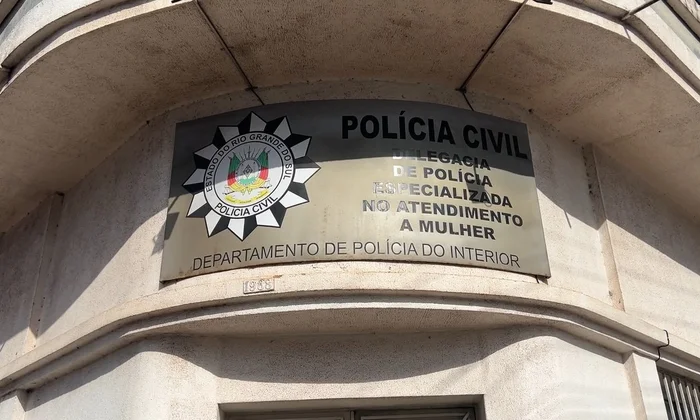 ESTADO DO RIO GRANDE DO SUL
POLÍCIA CIVIL
POLÍCIA CIVIL
DELEGACIA
DE POLÍCIA
ESPECIALIZADA
NO ATENDIMENTO
A MULHER
DEPARTAMENTO DE POLÍCIA DO INTERIOR